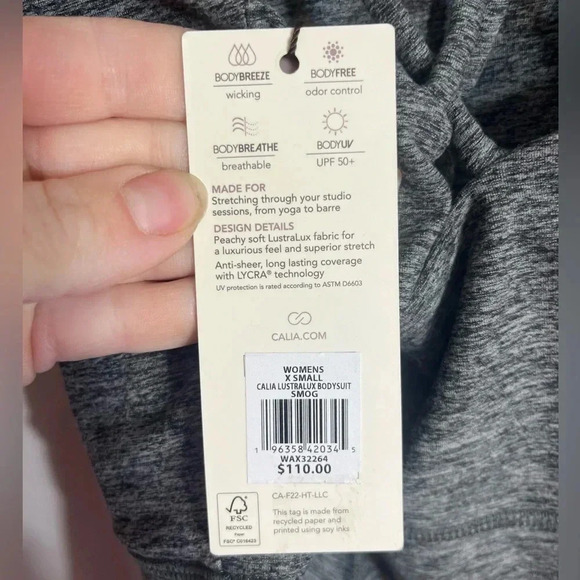 BODYBREEZE
wicking
BODYFREE
odor control
BODYBREATHE
breathable
BODYUV
UPF 50+
MADE FOR
Stretching through your studio
sessions, from yoga to barre
DESIGN DETAILS
Peachy soft LustraLux fabric for
a luxurious feel and superior stretch
Anti-sheer, long lasting coverage
with LYCRA® technology
UV protection is rated according to ASTM D6603
CALIA.COM
WOMENS
X SMALL
CALIA LUSTRALUX BODYSUIT
SMOG
1 96358 42034 5
WAX32264
$110.00
CA-F22-HT-LLC
This tag is made from
recycled paper and
printed using soy inks
FSC
RECYCLED
Paper